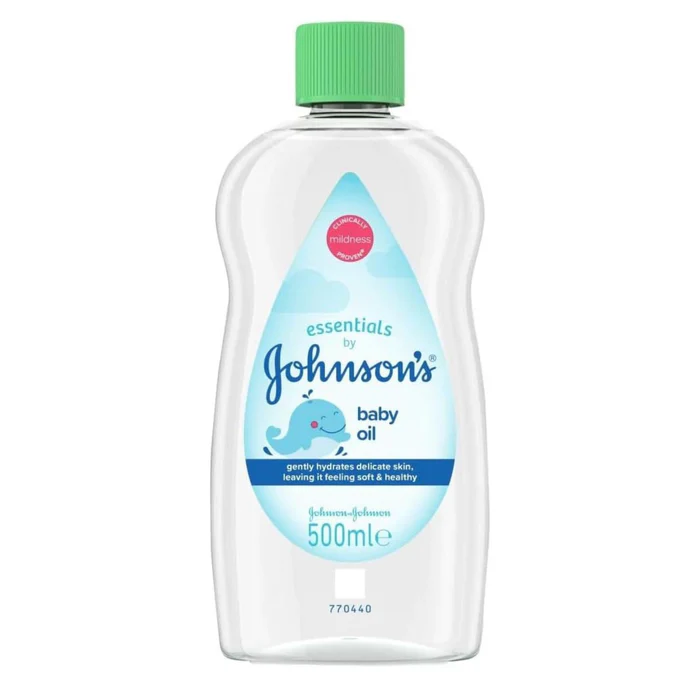 CLINICALLY
mildness
PROVEN®
essentials
by
Johnson's®
baby
oil
gently hydrates delicate skin,
leaving it feeling soft & healthy
Johnson & Johnson
500ml℮
770440